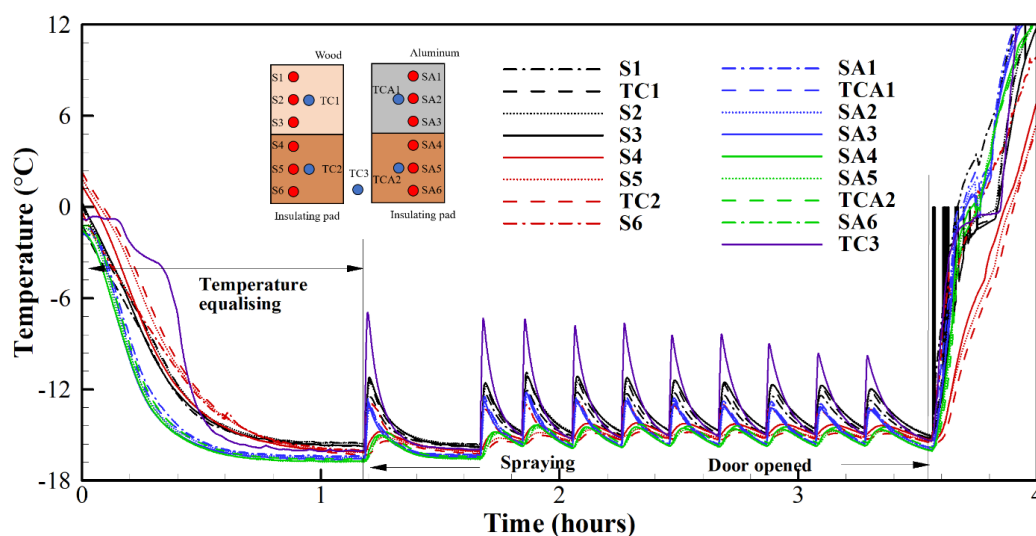 12
6
0
-6
-12
-18
Temperature (°C)
0
1
2
3
4
Time (hours)
Wood
Aluminum
S1
S2
S3
S4
S5
S6
TC1
TC2
TC3
TCA1
TCA2
SA1
SA2
SA3
SA4
SA5
SA6
Insulating pad
Insulating pad
S1
TC1
S2
S3
S4
S5
TC2
S6
SA1
TCA1
SA2
SA3
SA4
SA5
TCA2
SA6
TC3
Temperature
equalising
Spraying
Door opened